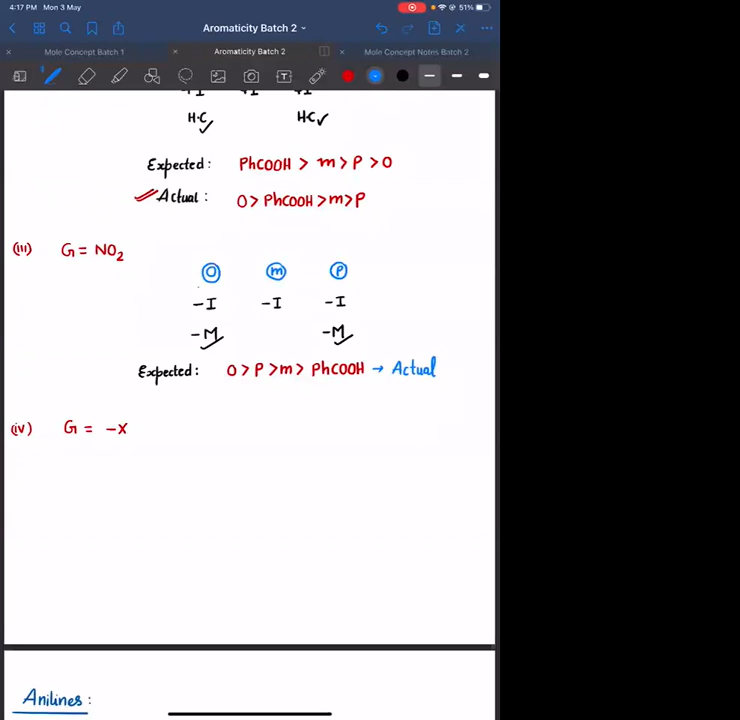 4:17 PM Mon 3 May
51%
Aromaticity Batch 2
Mole Concept Batch 1
Aromaticity Batch 2
Mole Concept Notes Batch 2
+I +I
H·C HC
Expected: PhCOOH > m > P > O
Actual: O > PhCOOH > m > P
(iii) G = NO2
O m P
-I -I -I
-M -M
Expected: O > P > m > PhCOOH → Actual
(iv) G = -X
Anilines: